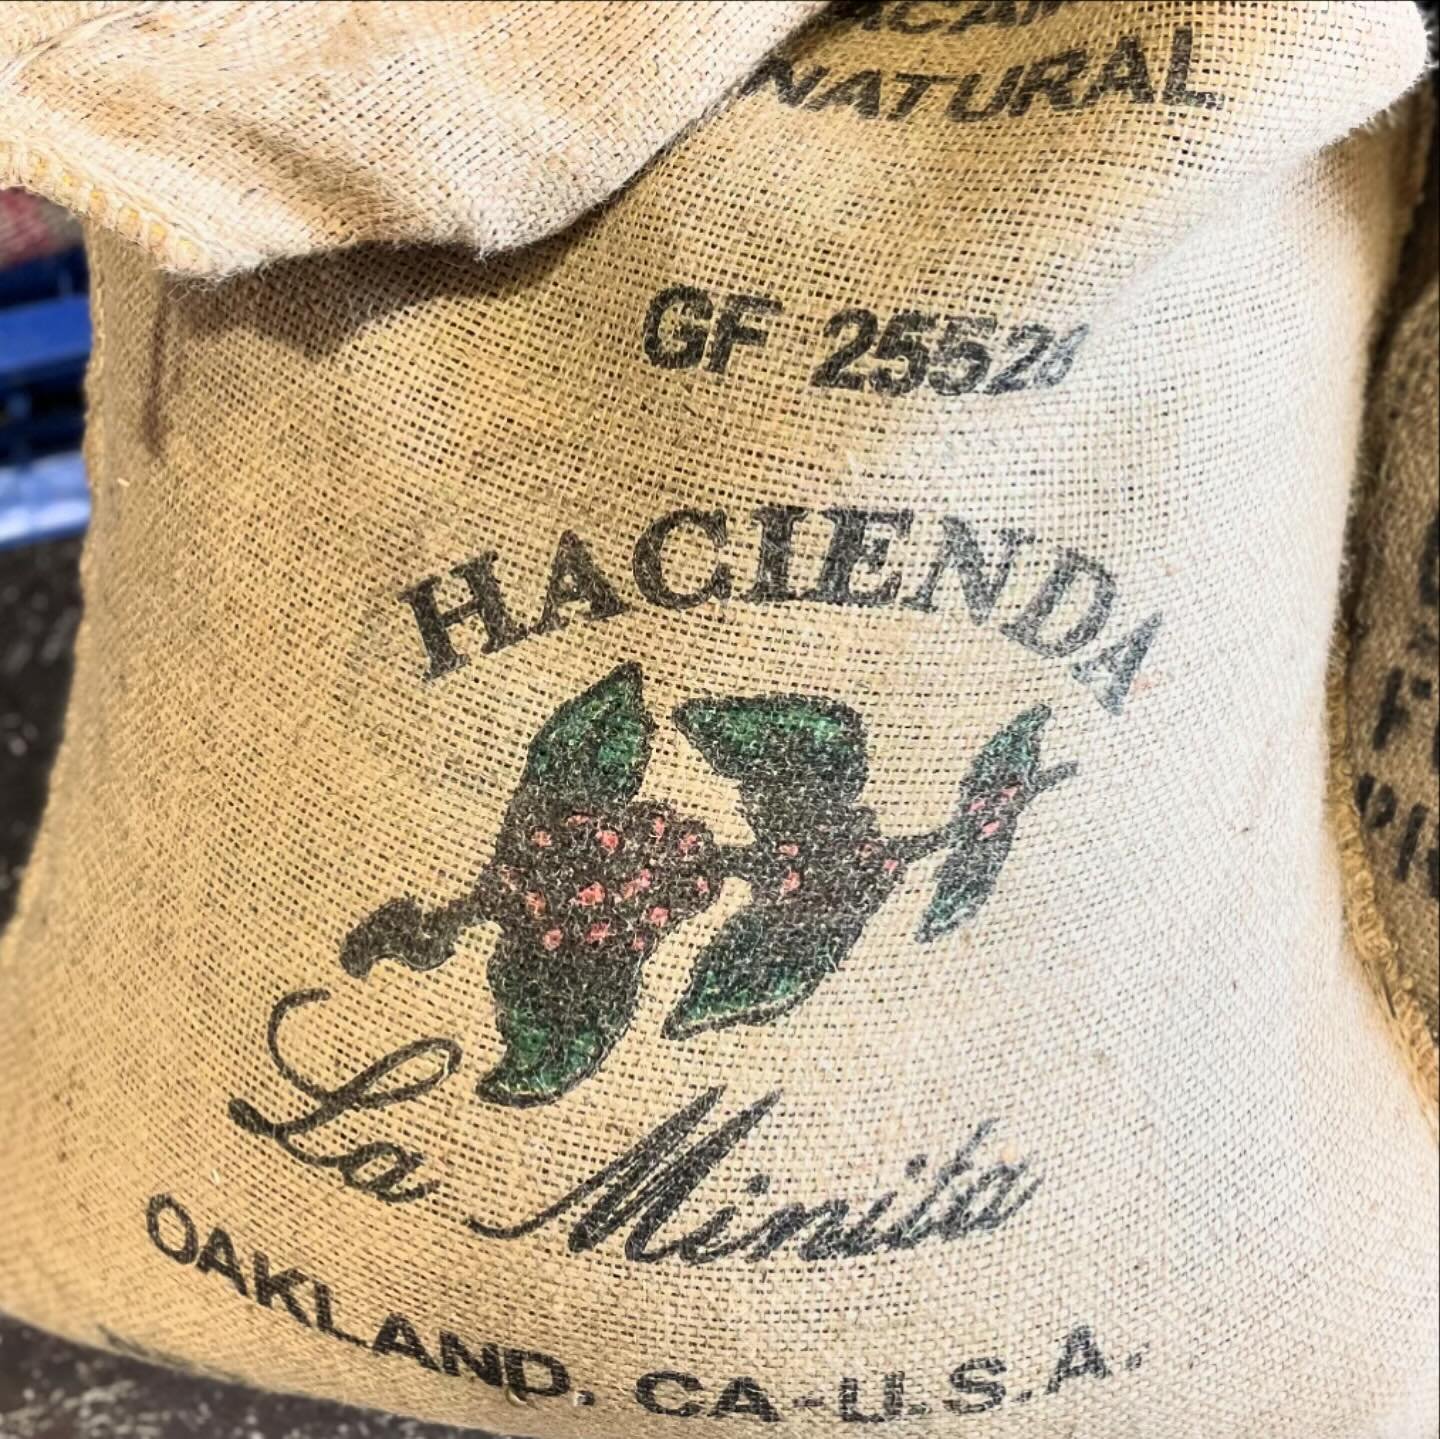 NATURAL
GF 25528
HACIENDA
La Minita
OAKLAND, CA-U.S.A.